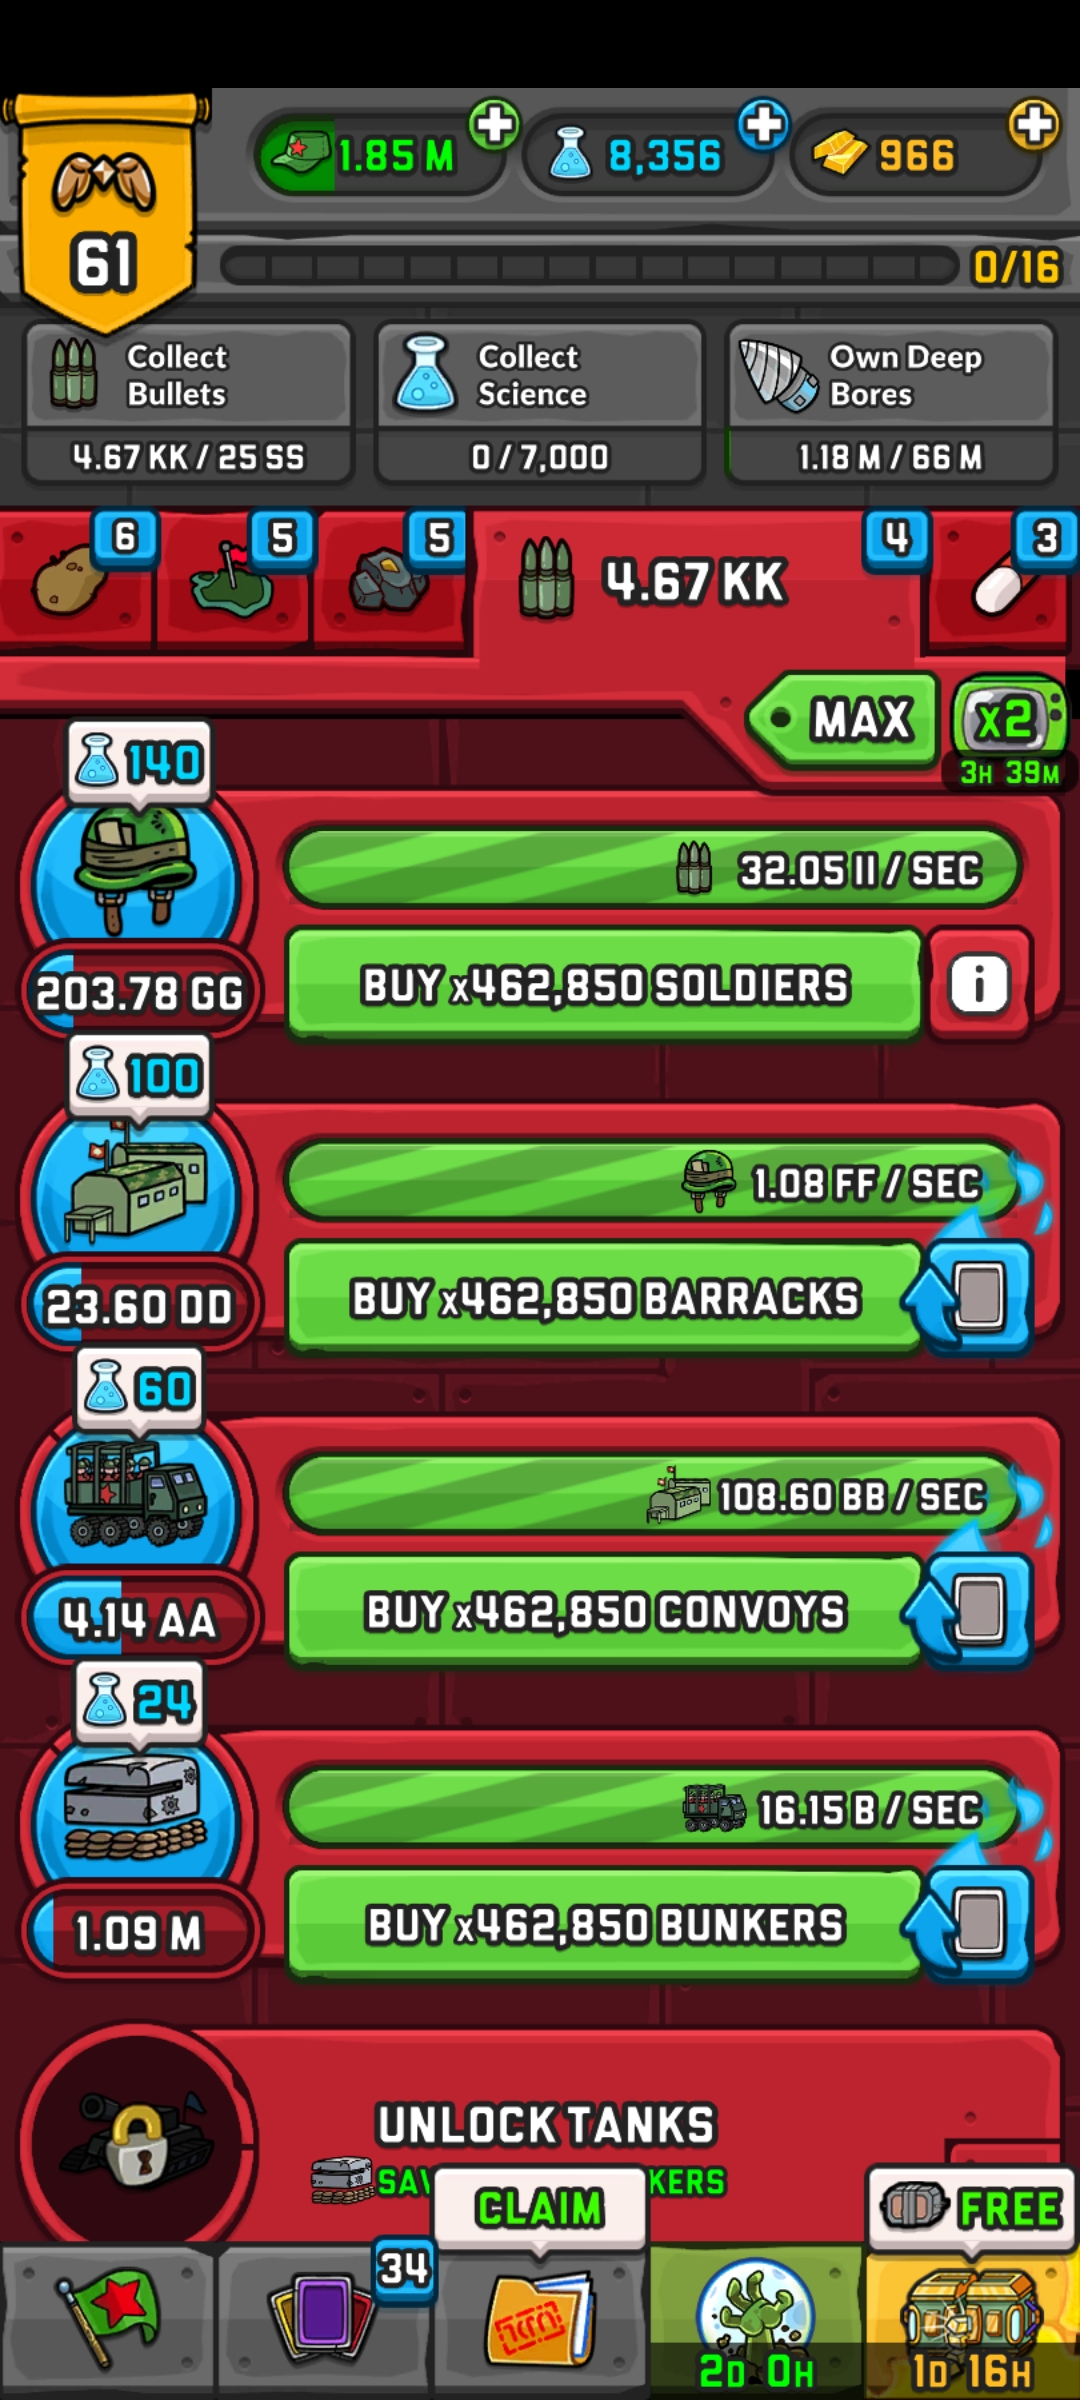 1.85 M
8,356
966
61
0/16
Collect
Bullets
4.67 KK / 25 SS
Collect
Science
0 / 7,000
Own Deep
Bores
1.18 M / 66 M
6
5
5
4.67 KK
4
3
MAX
x2
3H 39M
140
32.05 II / SEC
203.78 GG
BUY x462,850 SOLDIERS
i
100
1.08 FF / SEC
23.60 DD
BUY x462,850 BARRACKS
60
108.60 BB / SEC
4.14 AA
BUY x462,850 CONVOYS
24
16.15 B / SEC
1.09 M
BUY x462,850 BUNKERS
UNLOCK TANKS
CLAIM
FREE
34
2D 0H
1D 16H